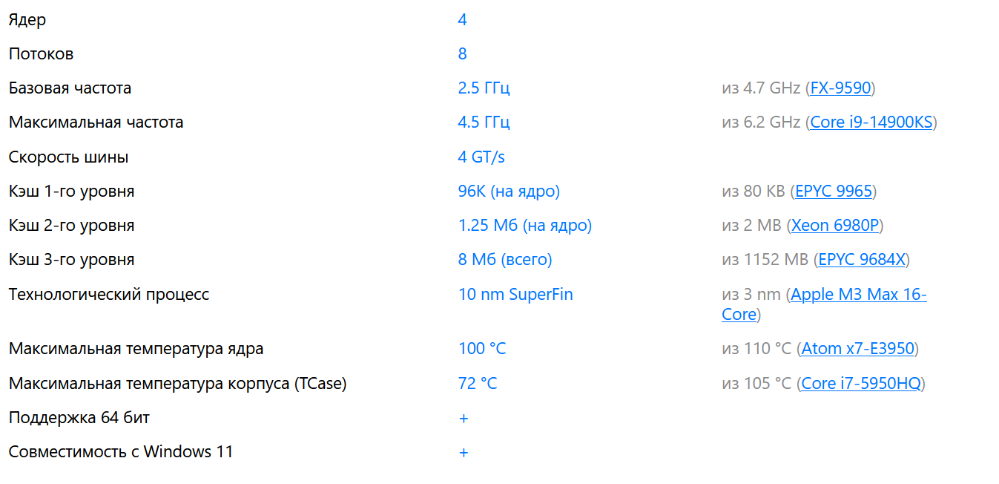 Ядер 4
Потоков 8
Базовая частота 2.5 ГГц из 4.7 GHz (FX-9590)
Максимальная частота 4.5 ГГц из 6.2 GHz (Core i9-14900KS)
Скорость шины 4 GT/s
Кэш 1-го уровня 96K (на ядро) из 80 KB (EPYC 9965)
Кэш 2-го уровня 1.25 Мб (на ядро) из 2 MB (Xeon 6980P)
Кэш 3-го уровня 8 Мб (всего) из 1152 MB (EPYC 9684X)
Технологический процесс 10 nm SuperFin из 3 nm (Apple M3 Max 16-
Core)
Максимальная температура ядра 100 °C из 110 °C (Atom x7-E3950)
Максимальная температура корпуса (TCase) 72 °C из 105 °C (Core i7-5950HQ)
Поддержка 64 бит +
Совместимость с Windows 11 +